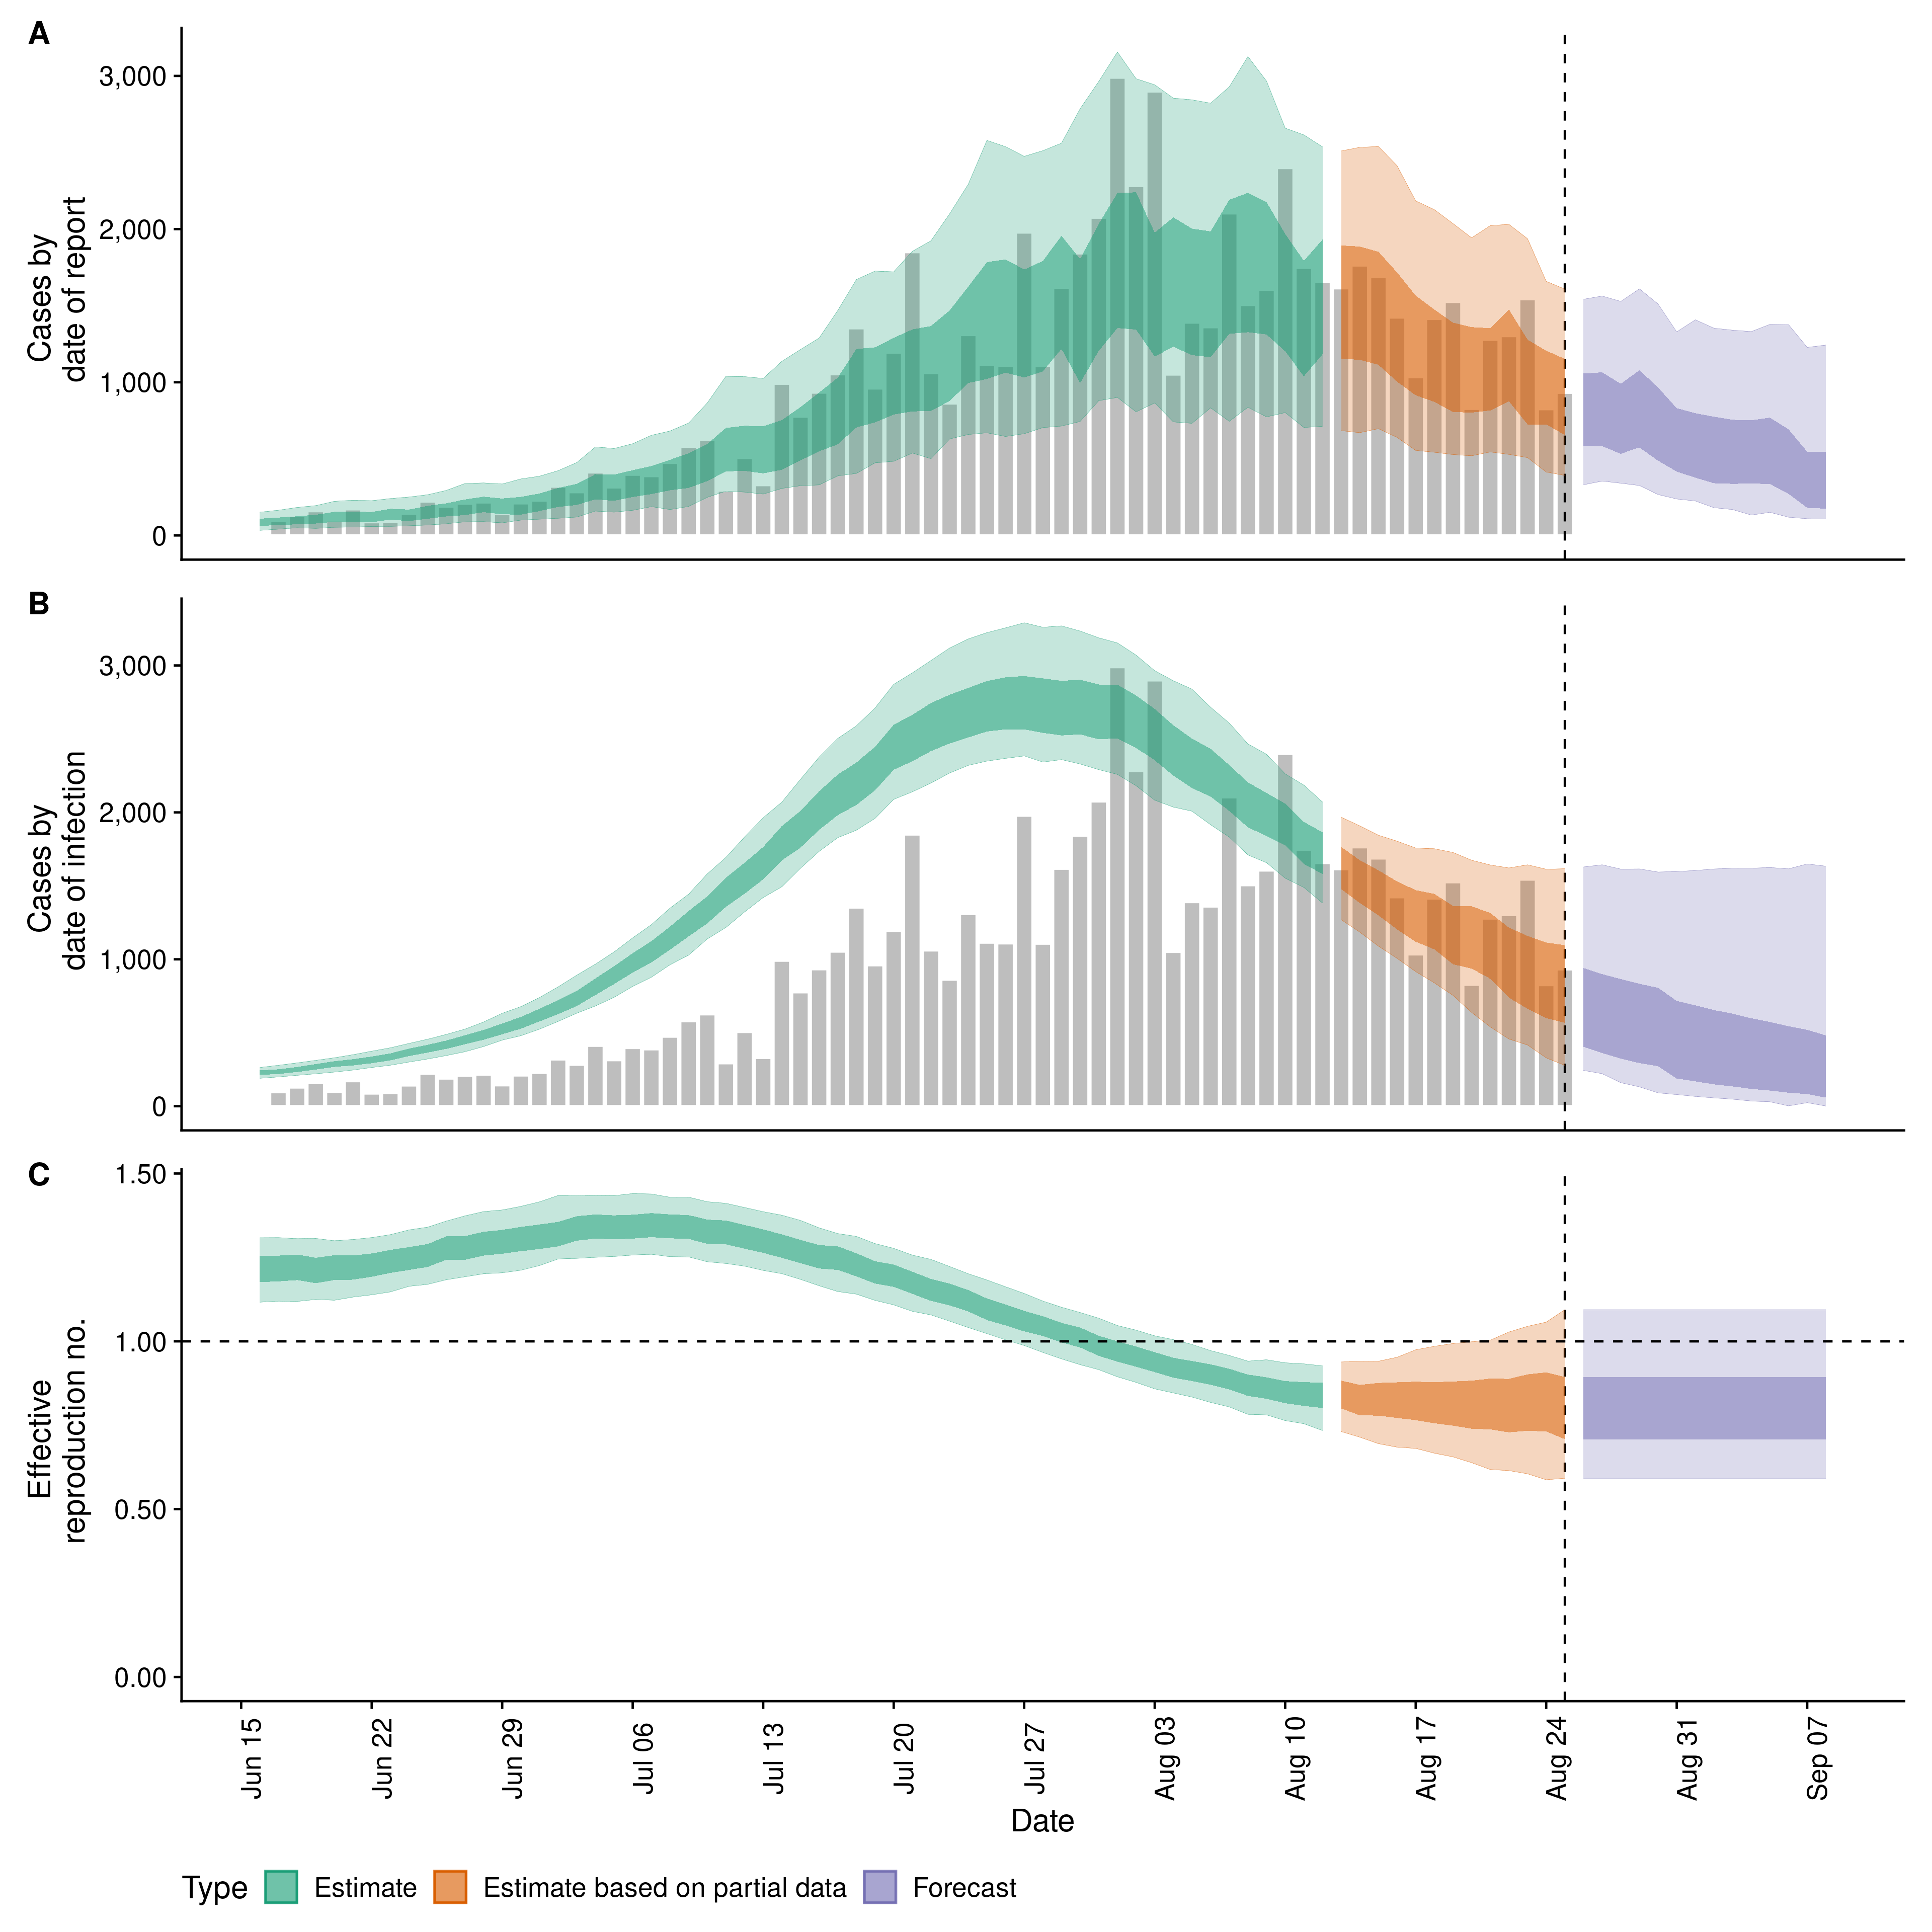 A
Cases by
date of report
3,000
2,000
1,000
0
B
Cases by
date of infection
3,000
2,000
1,000
0
C
Effective
reproduction no.
1.50
1.00
0.50
0.00
Jun 15
Jun 22
Jun 29
Jul 06
Jul 13
Jul 20
Jul 27
Aug 03
Aug 10
Aug 17
Aug 24
Aug 31
Sep 07
Date
Type Estimate Estimate based on partial data Forecast